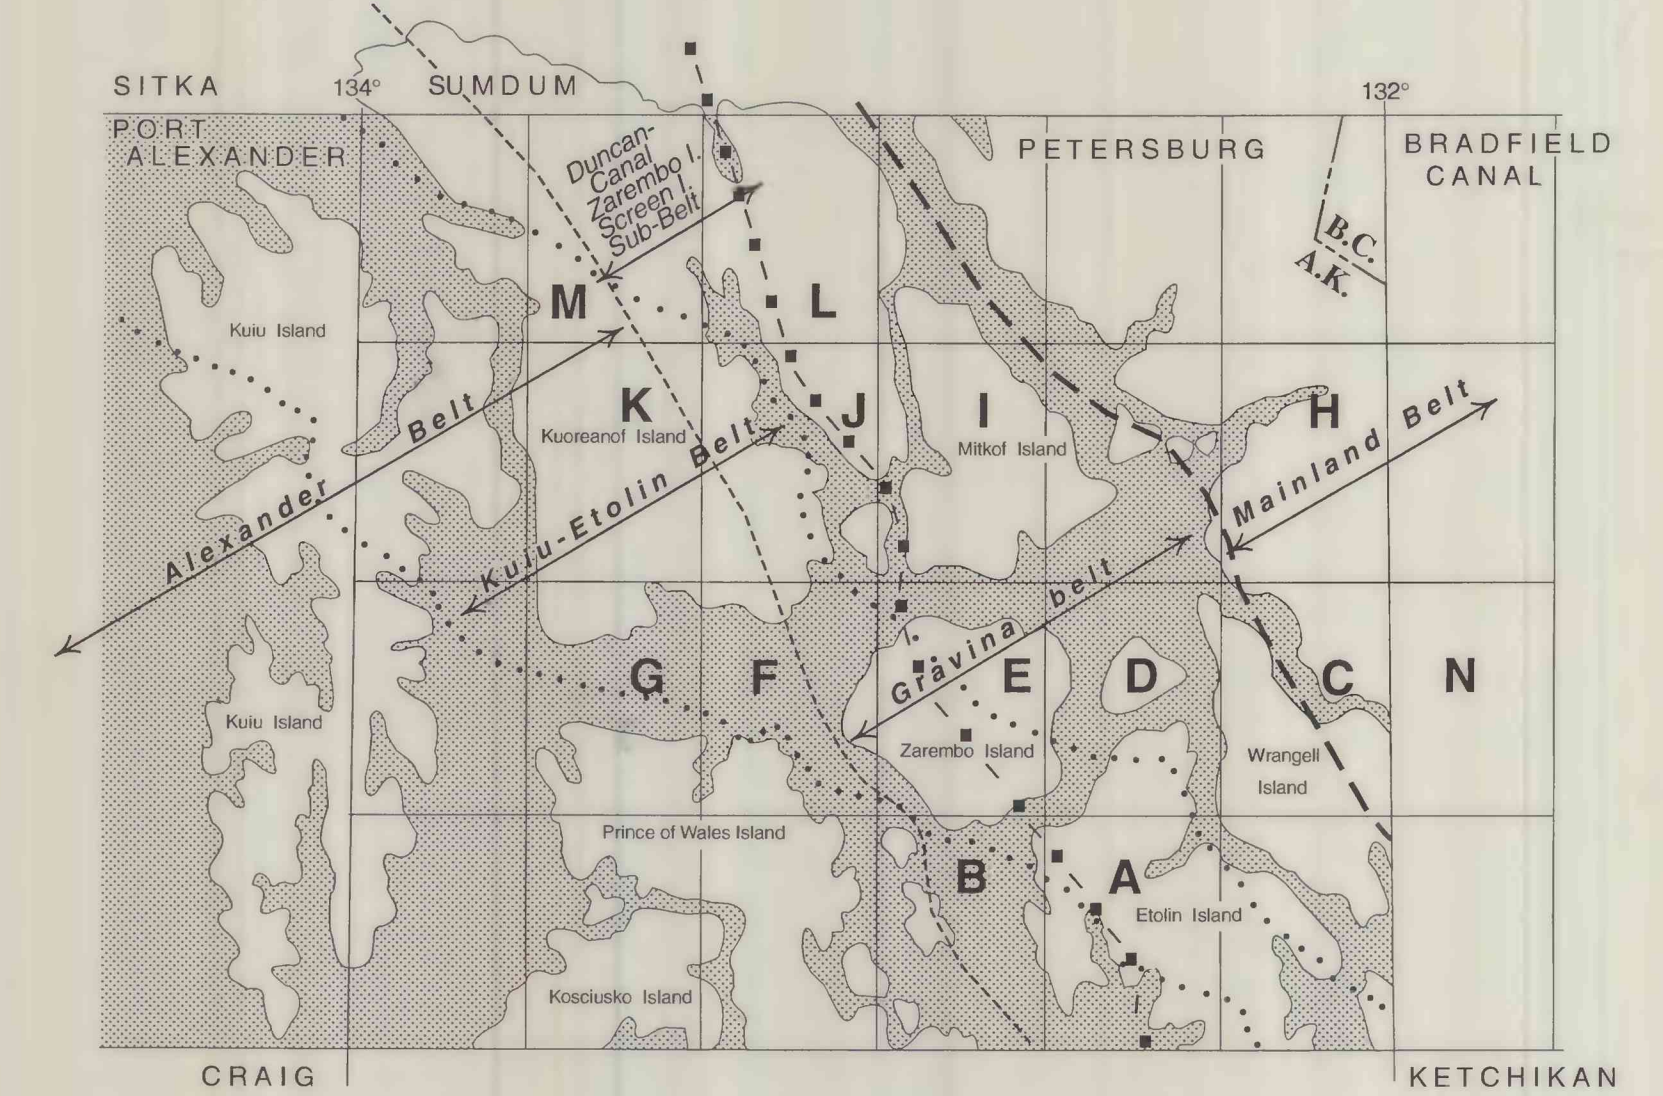 SITKA
134°
SUMDUM
132°
PORT
ALEXANDER
PETERSBURG
BRADFIELD
CANAL
Duncan-
Canal
Zarembo I.
Screen I.
Sub-Belt
B.C.
A.K.
M
L
Kuiu Island
K
J
I
H
Kuoreanof Island
Mitkof Island
Alexander Belt
Kuiu-Etolin Belt
Mainland Belt
Gravina belt
G
F
E
D
C
N
Kuiu Island
Zarembo Island
Wrangell
Island
Prince of Wales Island
B
A
Etolin Island
Kosciusko Island
CRAIG
KETCHIKAN